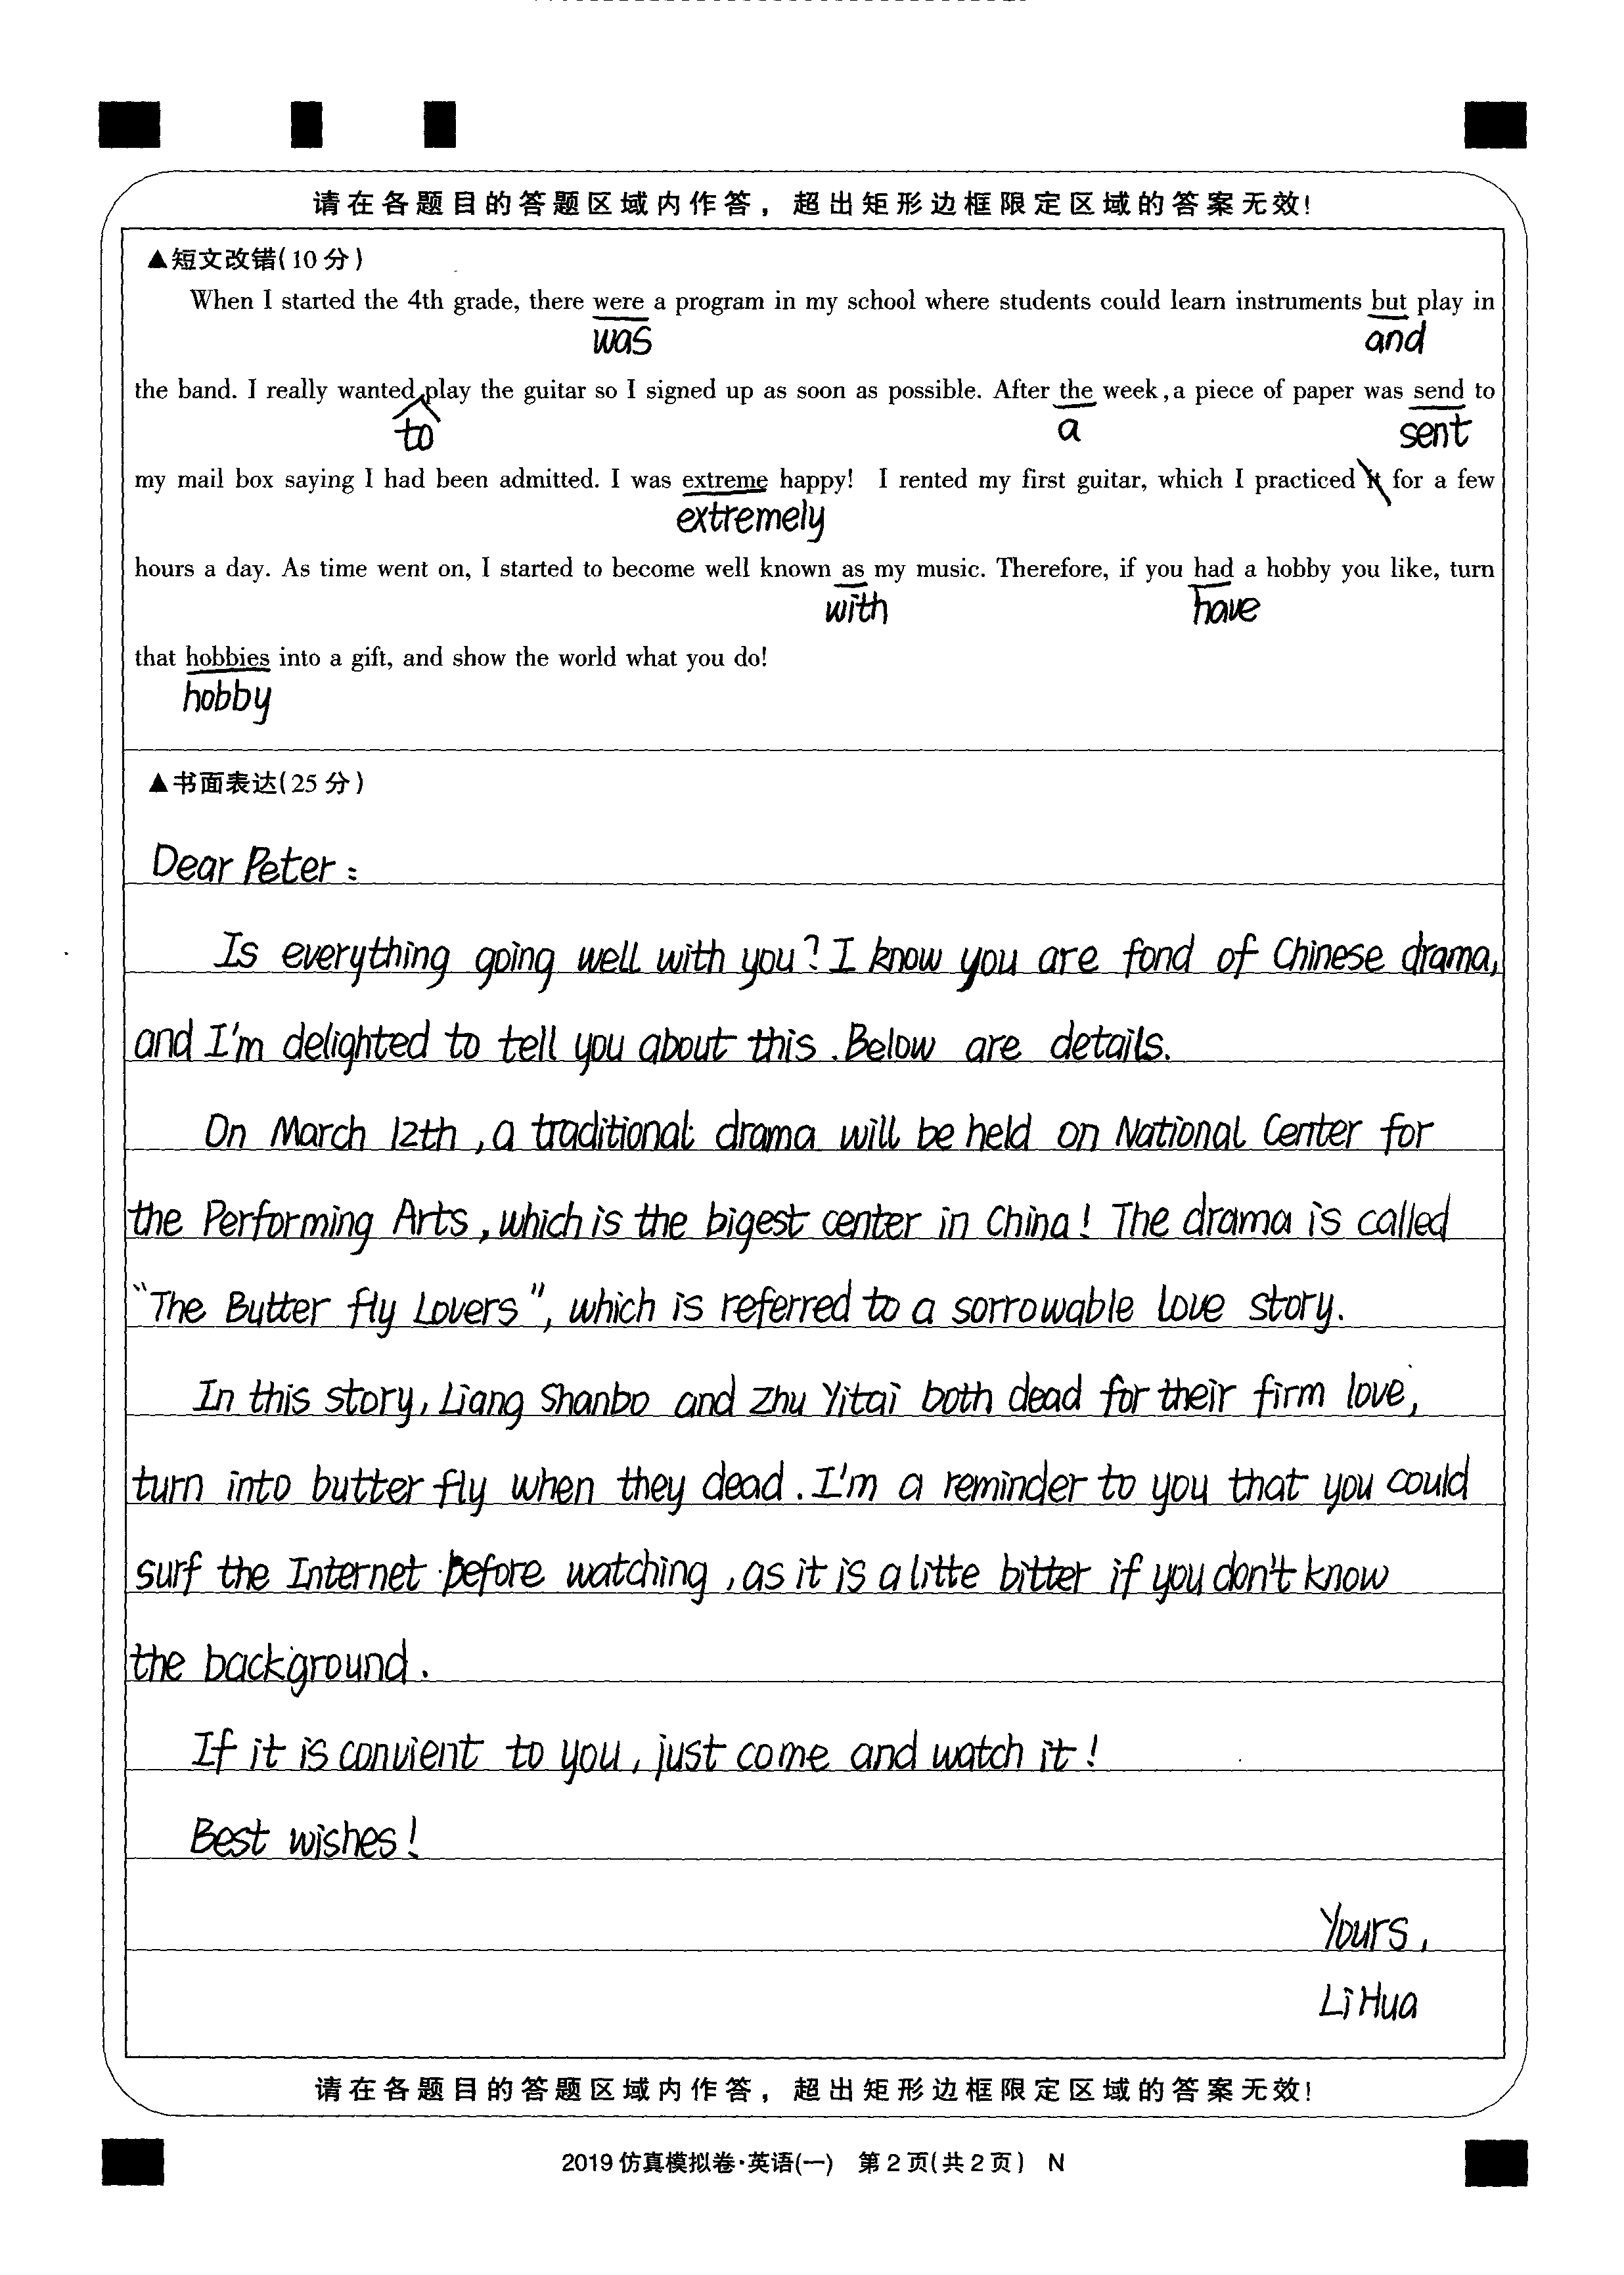 请在各题目的答题区域内作答，超出矩形边框限定区域的答案无效!
▲短文改错(10分)
When I started the 4th grade, there were a program in my school where students could learn instruments but play in
was and
the band. I really wanted play the guitar so I signed up as soon as possible. After the week, a piece of paper was send to
to a sent
my mail box saying I had been admitted. I was extreme happy! I rented my first guitar, which I practiced it for a few
extremely
hours a day. As time went on, I started to become well known as my music. Therefore, if you had a hobby you like, turn
with have
that hobbies into a gift, and show the world what you do!
hobby
▲书面表达(25分)
Dear Peter:
Is everything going well with you? I know you are fond of Chinese drama,
and I'm delighted to tell you about this. Below are details.
On March 12th, a traditional drama will be held on National Center for
the Performing Arts, which is the bigest center in China! The drama is called
"The Butter fly Lovers", which is referred to a sorrowable love story.
In this story, Liang Shanbo and Zhu Yitai both dead for their firm love,
turn into butter fly when they dead. I'm a reminder to you that you could
surf the Internet before watching, as it is a litte bitter if you don't know
the background.
If it is convient to you, just come and watch it!
Best wishes!
Yours,
Li Hua
请在各题目的答题区域内作答，超出矩形边框限定区域的答案无效!
2019仿真模拟卷·英语(一) 第2页(共2页) N